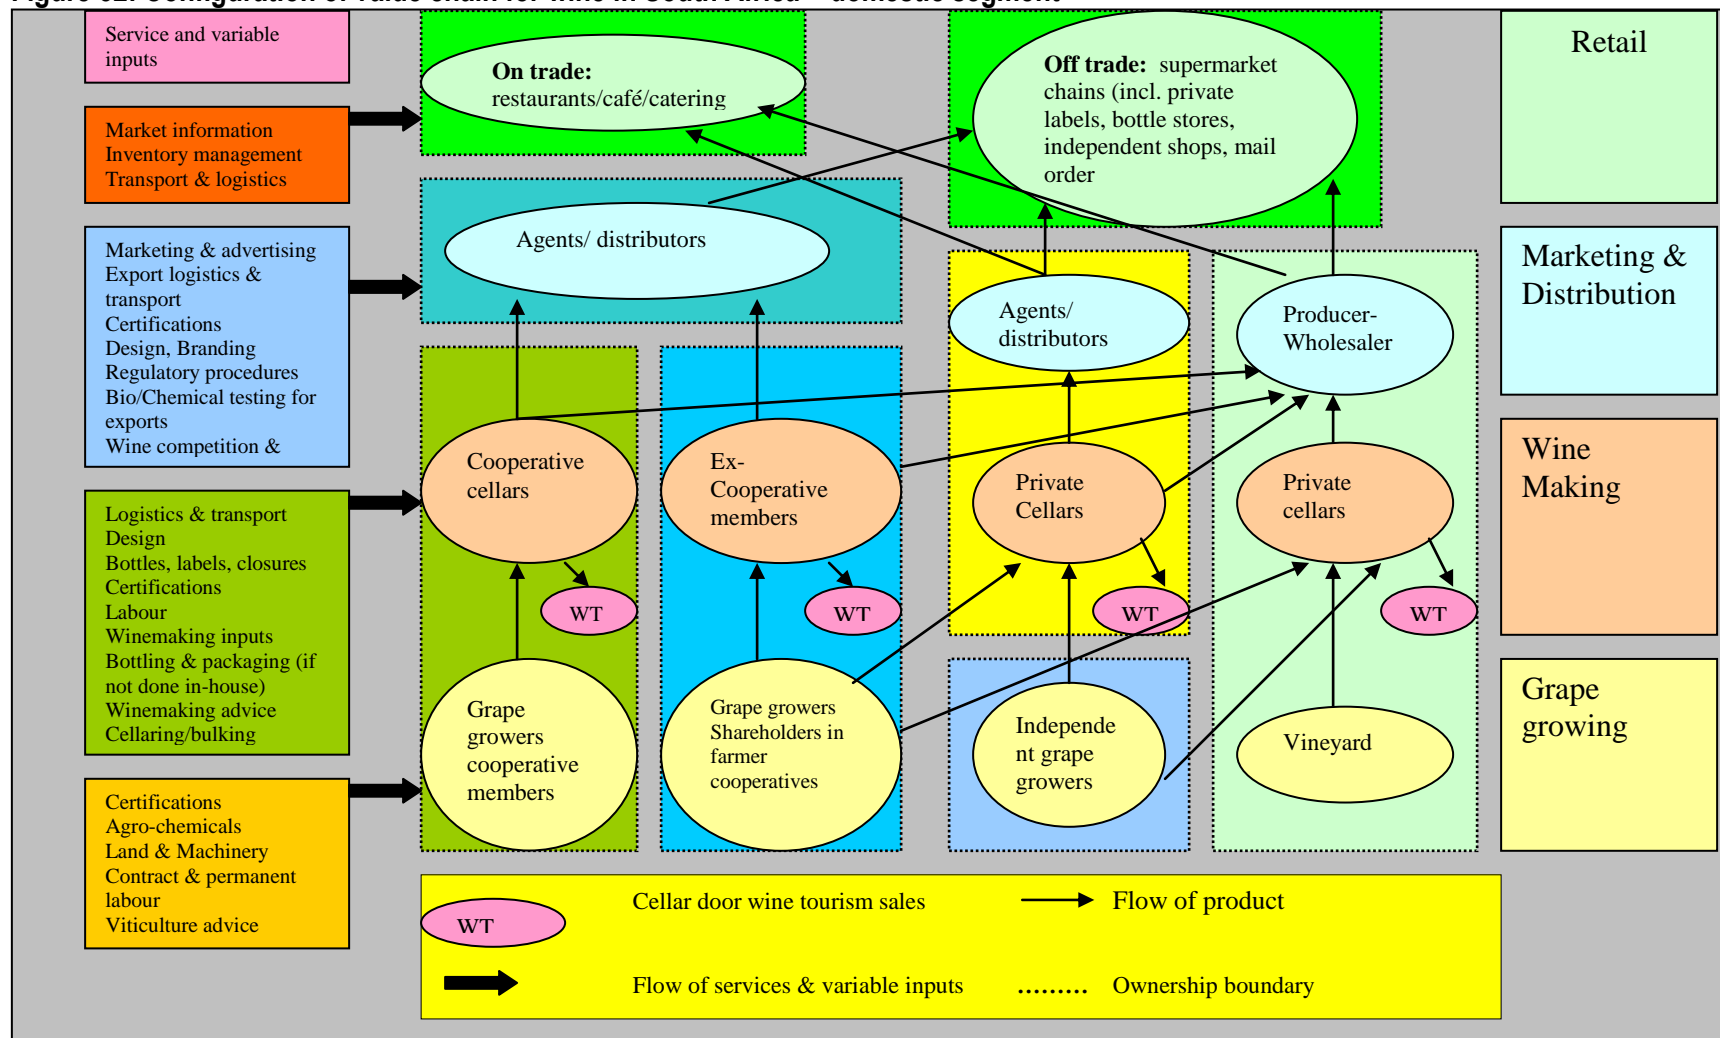 Service and variable
inputs
Market information
Inventory management
Transport & logistics
Marketing & advertising
Export logistics &
transport
Certifications
Design, Branding
Regulatory procedures
Bio/Chemical testing for
exports
Wine competition &
Logistics & transport
Design
Bottles, labels, closures
Certifications
Labour
Winemaking inputs
Bottling & packaging (if
not done in-house)
Winemaking advice
Cellaring/bulking
Certifications
Agro-chemicals
Land & Machinery
Contract & permanent
labour
Viticulture advice
On trade:
restaurants/café/catering
Off trade: supermarket
chains (incl. private
labels, bottle stores,
independent shops, mail
order
Retail
Agents/ distributors
Agents/
distributors
Producer-
Wholesaler
Marketing &
Distribution
Cooperative
cellars
Ex-
Cooperative
members
Private
Cellars
Private
cellars
Wine
Making
WT
WT
WT
WT
Grape
growers
cooperative
members
Grape growers
Shareholders in
farmer
cooperatives
Independe
nt grape
growers
Vineyard
Grape
growing
WT
Cellar door wine tourism sales
Flow of product
Flow of services & variable inputs
......... Ownership boundary